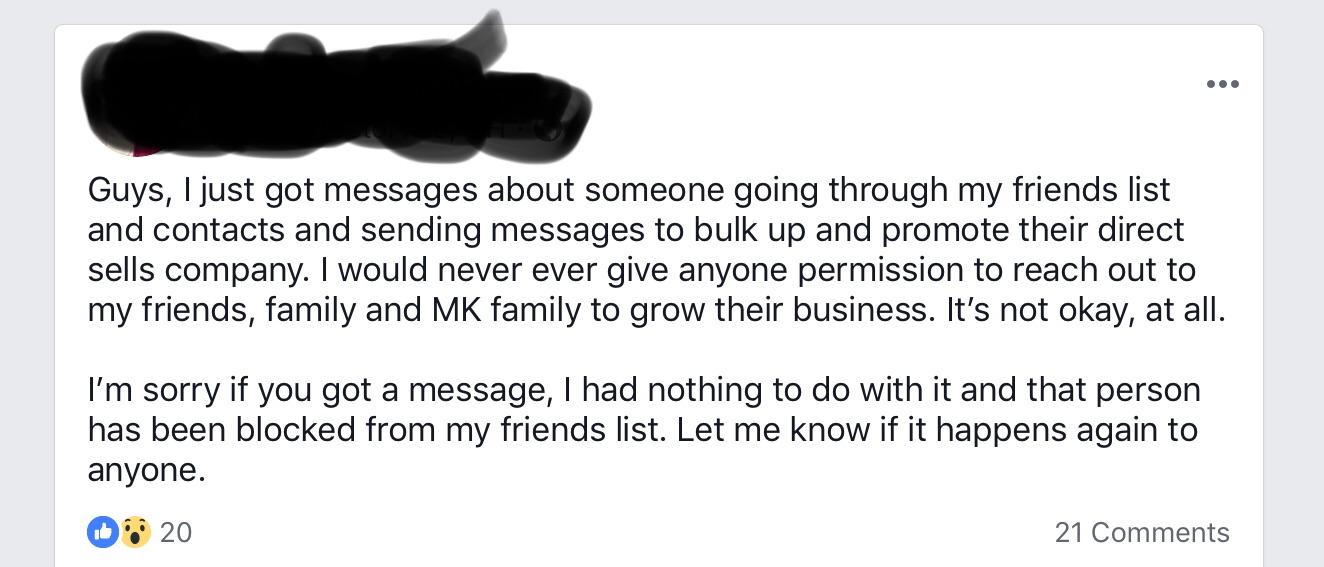 Guys, I just got messages about someone going through my friends list
and contacts and sending messages to bulk up and promote their direct
sells company. I would never ever give anyone permission to reach out to
my friends, family and MK family to grow their business. It’s not okay, at all.
I’m sorry if you got a message, I had nothing to do with it and that person
has been blocked from my friends list. Let me know if it happens again to
anyone.
20
21 Comments